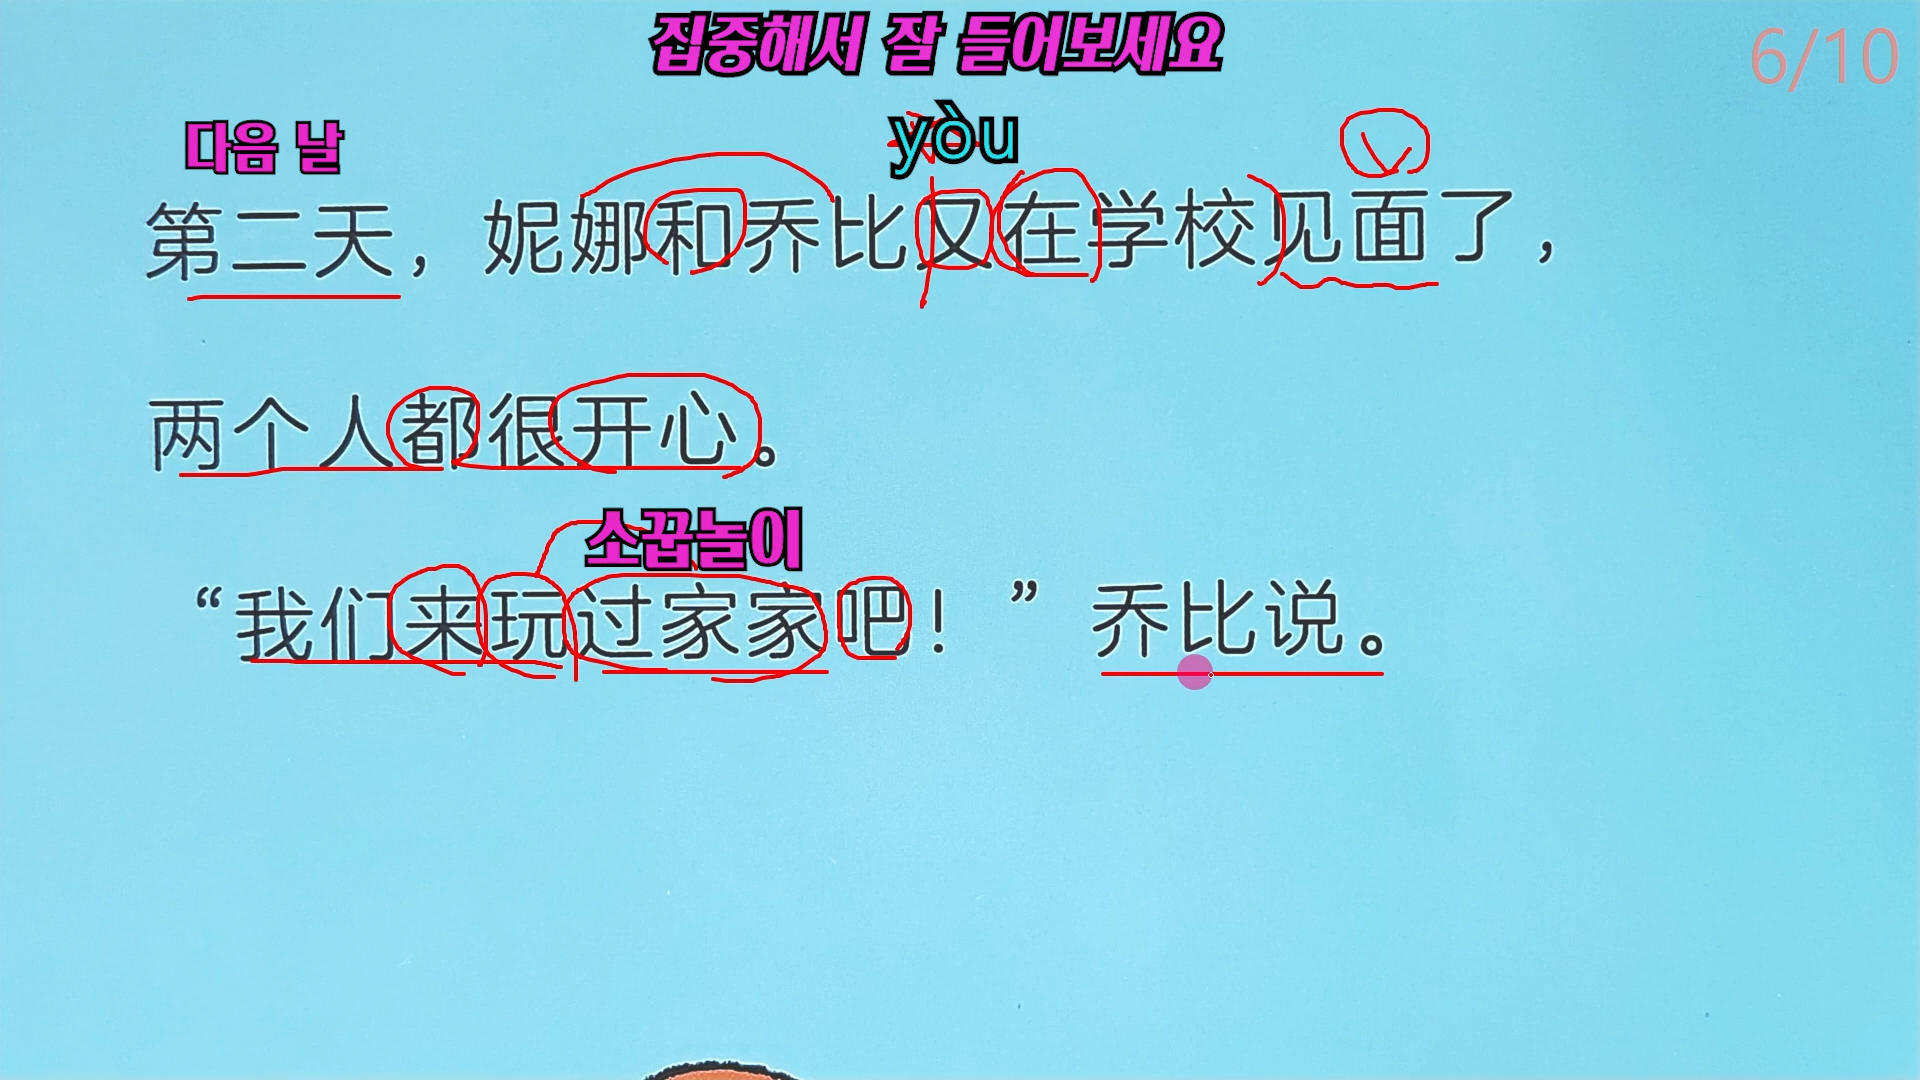 집중해서 잘 들어보세요
6/10
다음 날
yòu
第二天，妮娜和乔比又在学校见面了，
两个人都很开心。
소꿉놀이
“我们来玩过家家吧！” 乔比说。